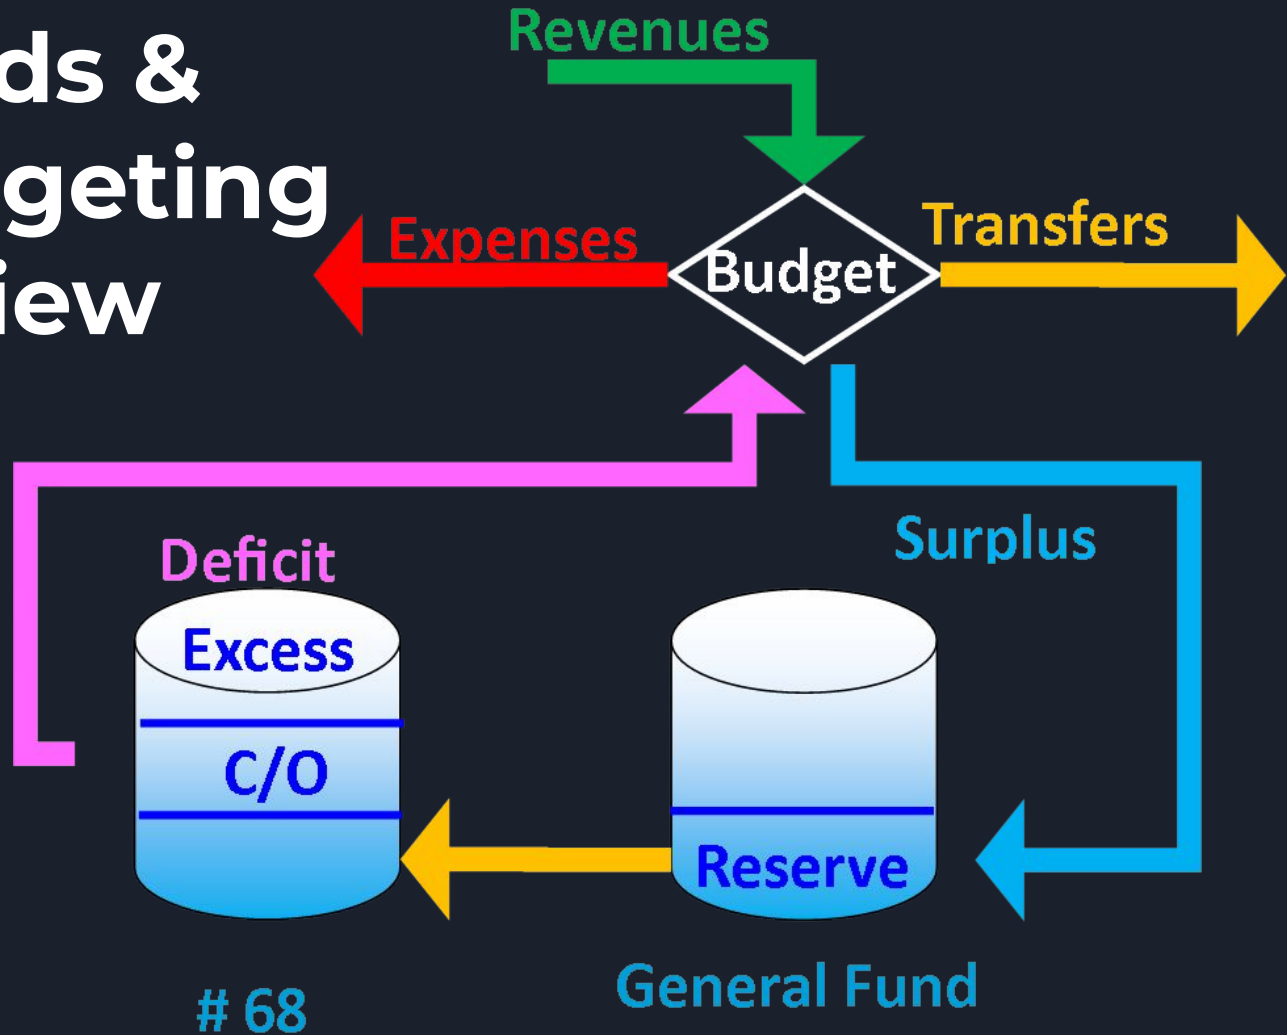 ds &
geting
iew
Revenues
Expenses
Budget
Transfers
Deficit
Surplus
Excess
C/O
Reserve
# 68
General Fund